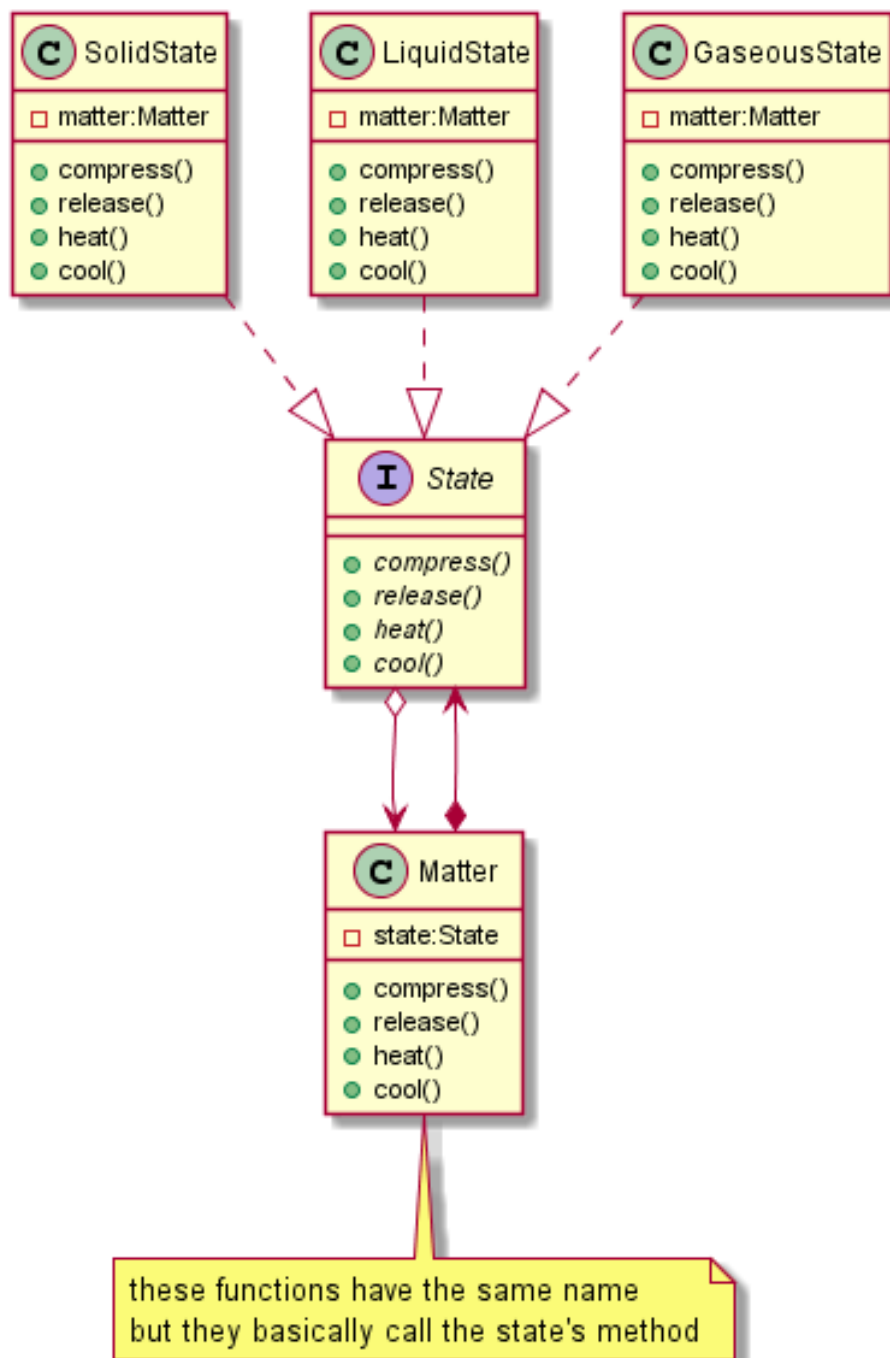 C SolidState
matter:Matter
compress()
release()
heat()
cool()
C LiquidState
matter:Matter
compress()
release()
heat()
cool()
C GaseousState
matter:Matter
compress()
release()
heat()
cool()
I State
compress()
release()
heat()
cool()
C Matter
state:State
compress()
release()
heat()
cool()
these functions have the same name
but they basically call the state's method